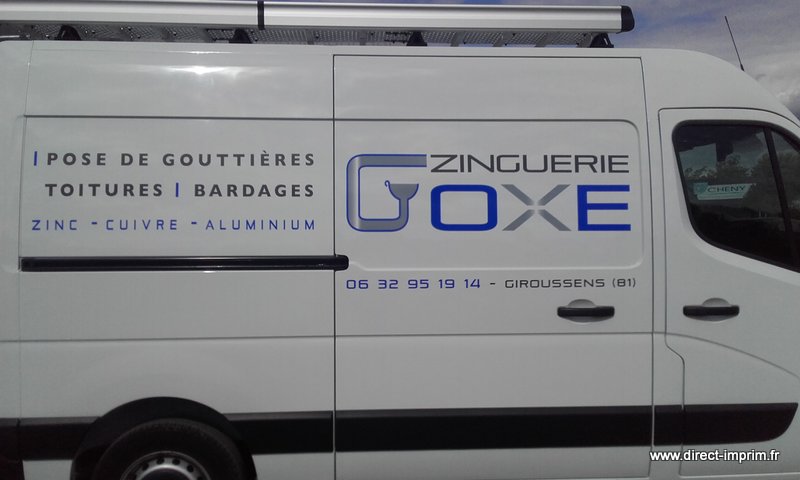 | POSE DE GOUTTIÈRES
TOITURES | BARDAGES
ZINC - CUIVRE - ALUMINIUM
ZINGUERIE
GOXE
06 32 95 19 14 - GIROUSSENS (81)
CHENY
www.direct-imprim.fr